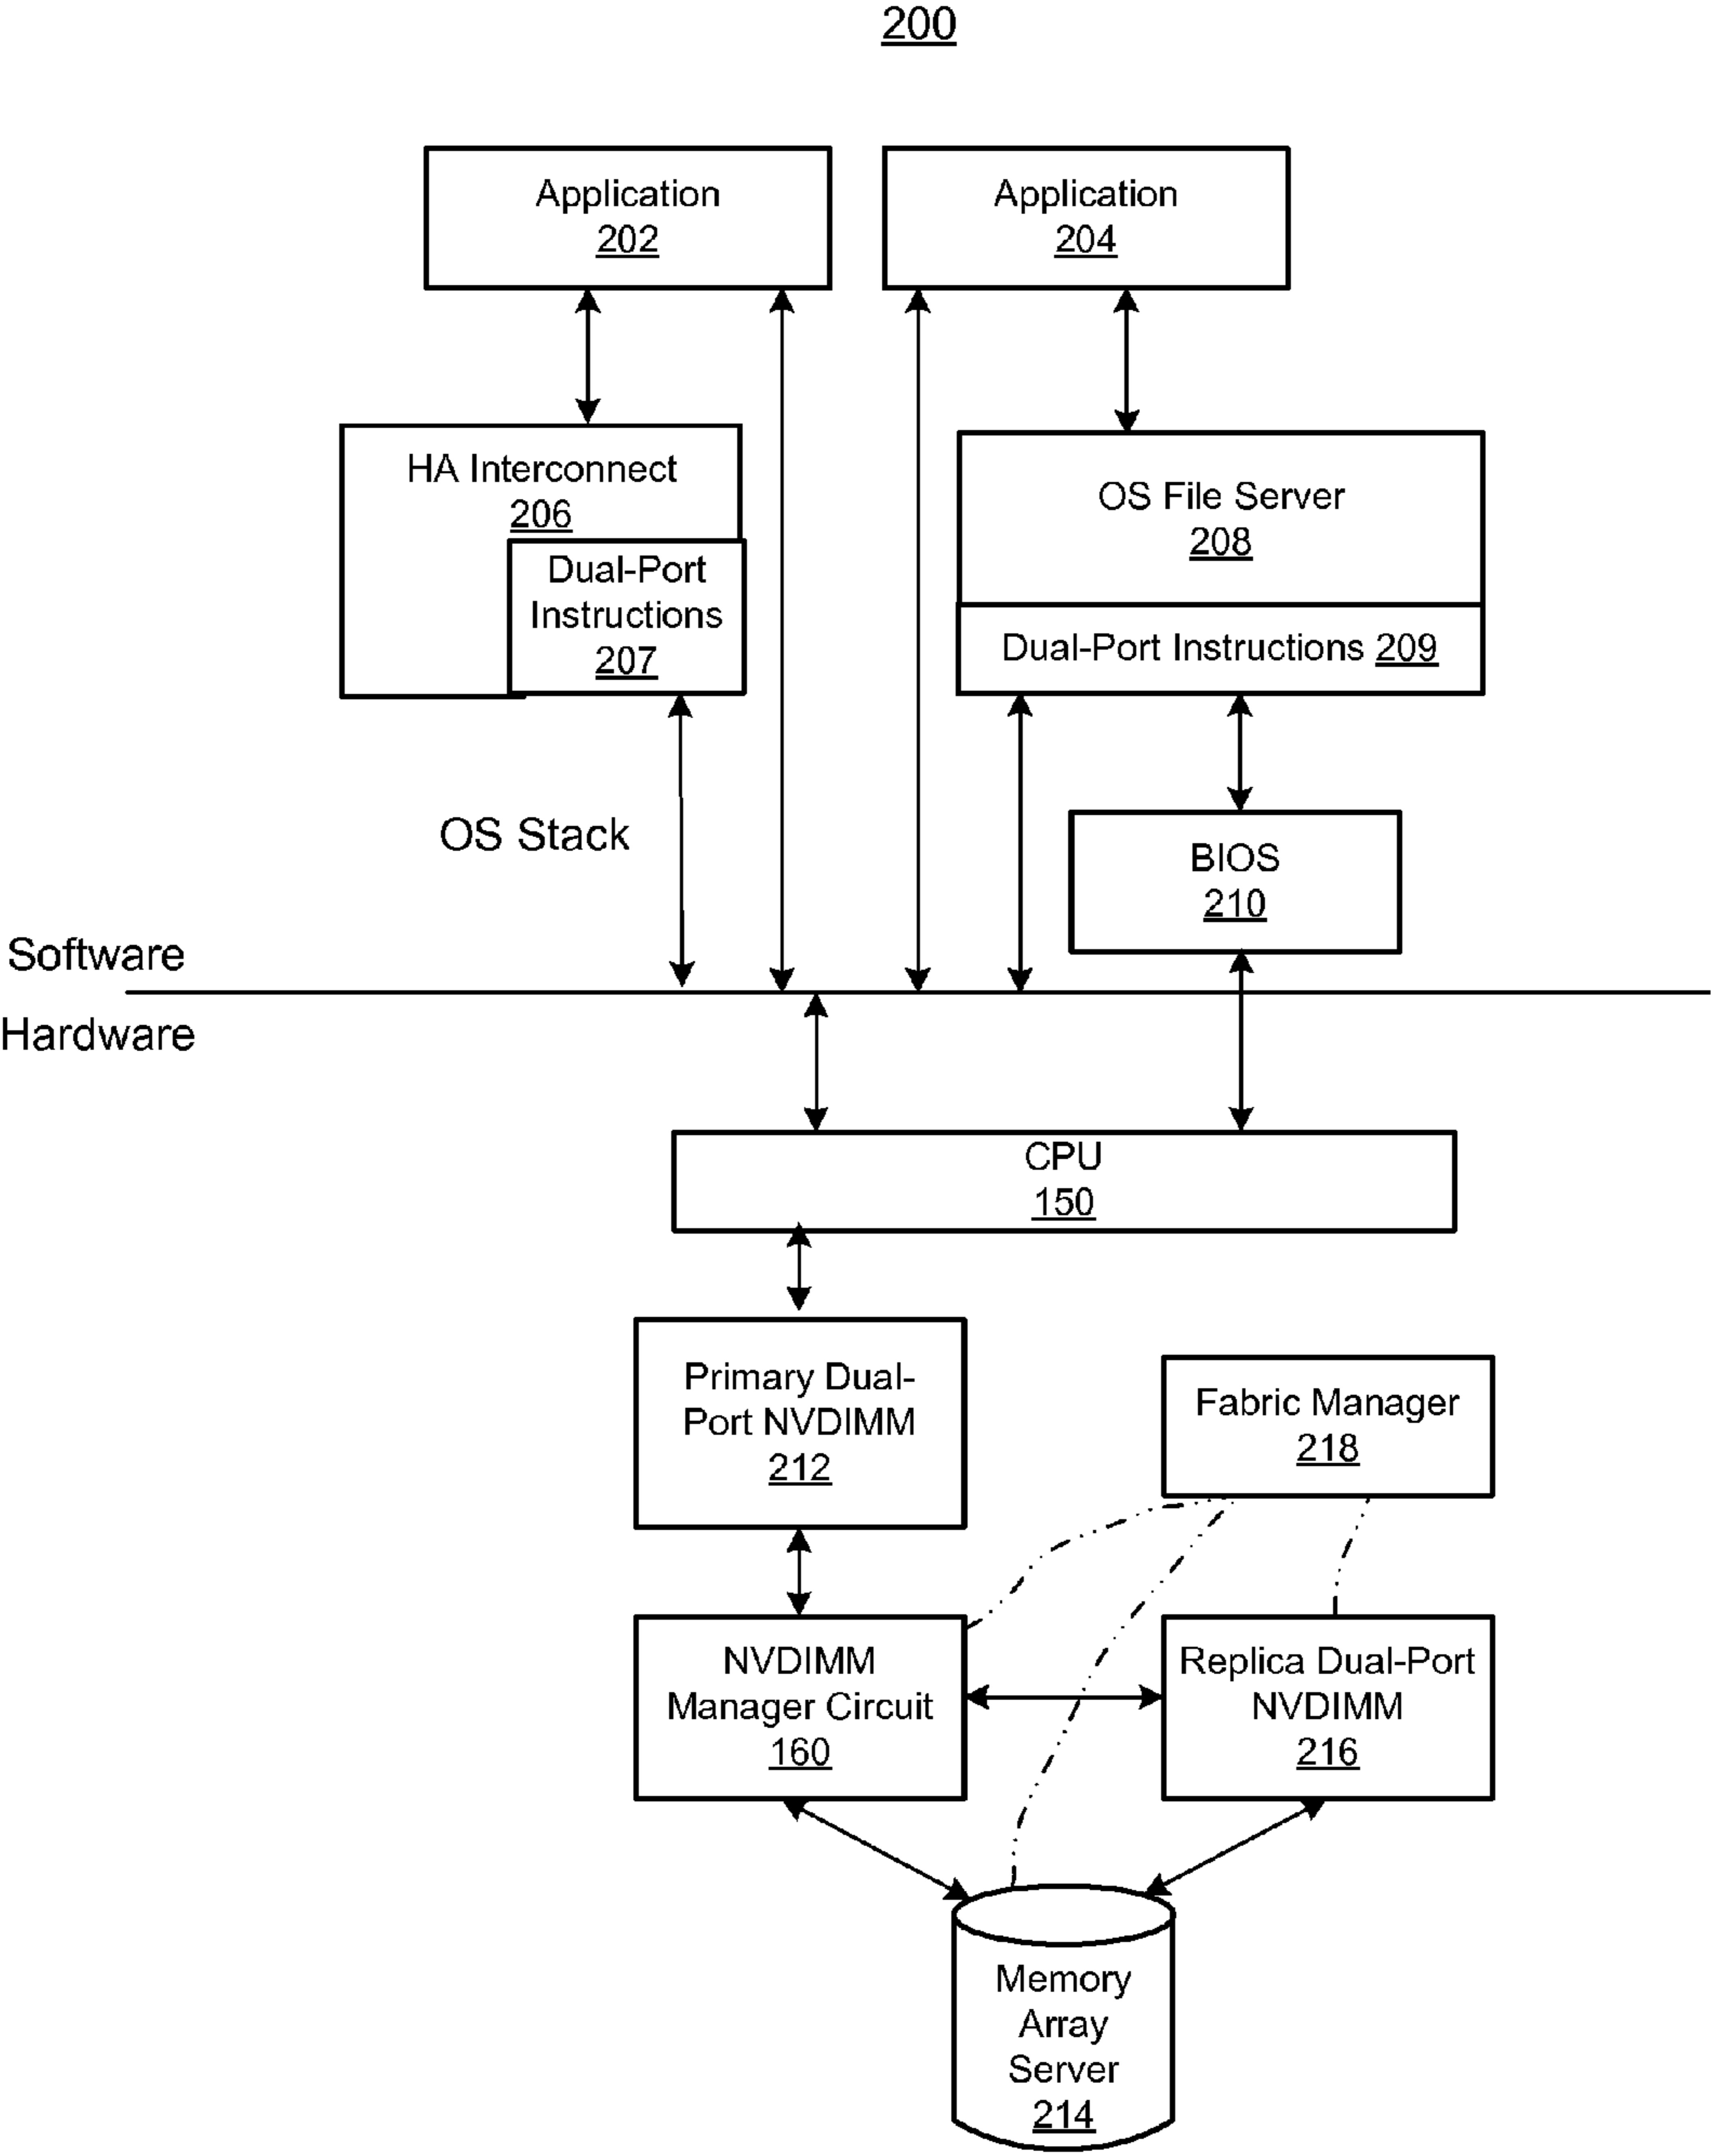 200
Application
202
Application
204
HA Interconnect
206
Dual-Port
Instructions
207
OS File Server
208
Dual-Port Instructions 209
OS Stack
BIOS
210
Software
Hardware
CPU
150
Primary Dual-
Port NVDIMM
212
Fabric Manager
218
NVDIMM
Manager Circuit
160
Replica Dual-Port
NVDIMM
216
Memory
Array
Server
214